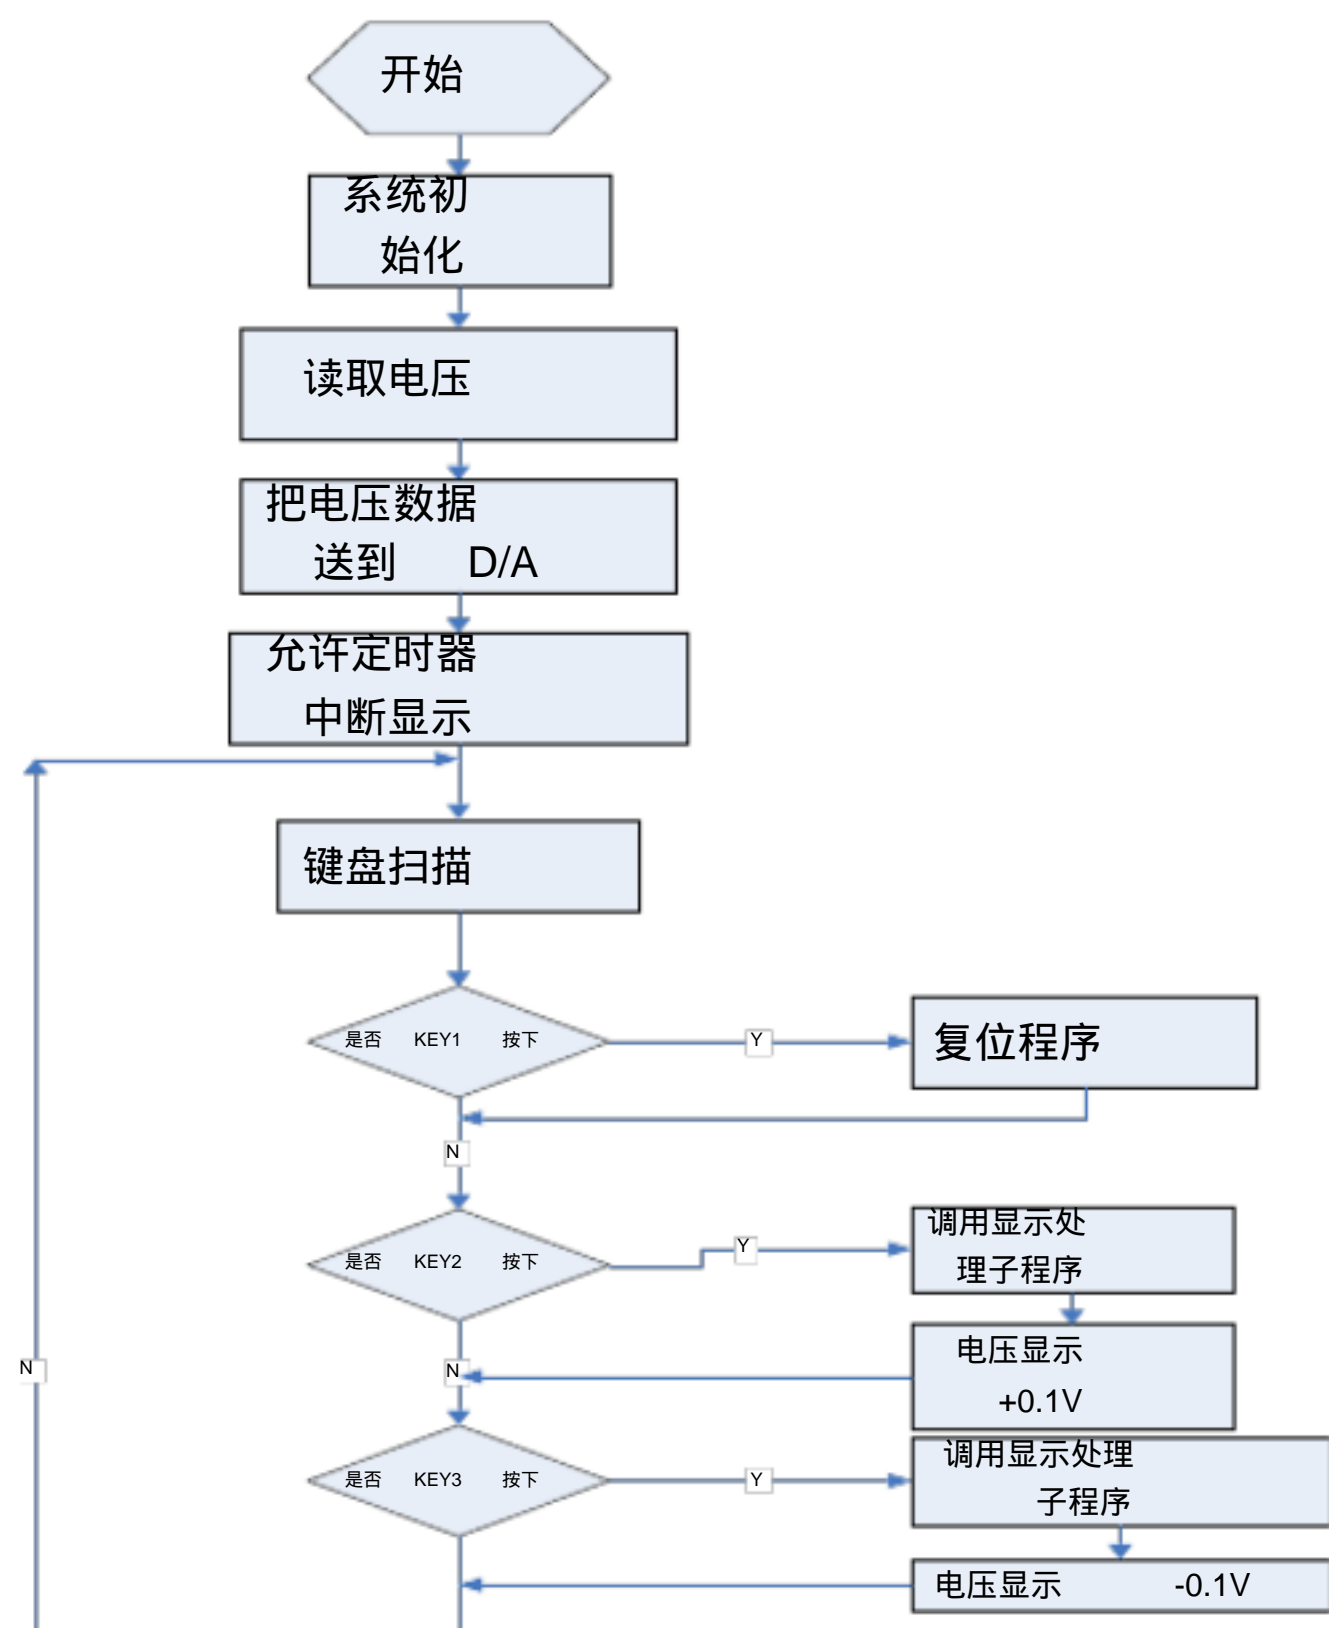 开始
系统初
始化
读取电压
把电压数据
送到 D/A
允许定时器
中断显示
键盘扫描
是否 KEY1 按下
Y
复位程序
N
是否 KEY2 按下
Y
调用显示处
理子程序
N
N
电压显示
+0.1V
是否 KEY3 按下
Y
调用显示处理
子程序
电压显示 -0.1V